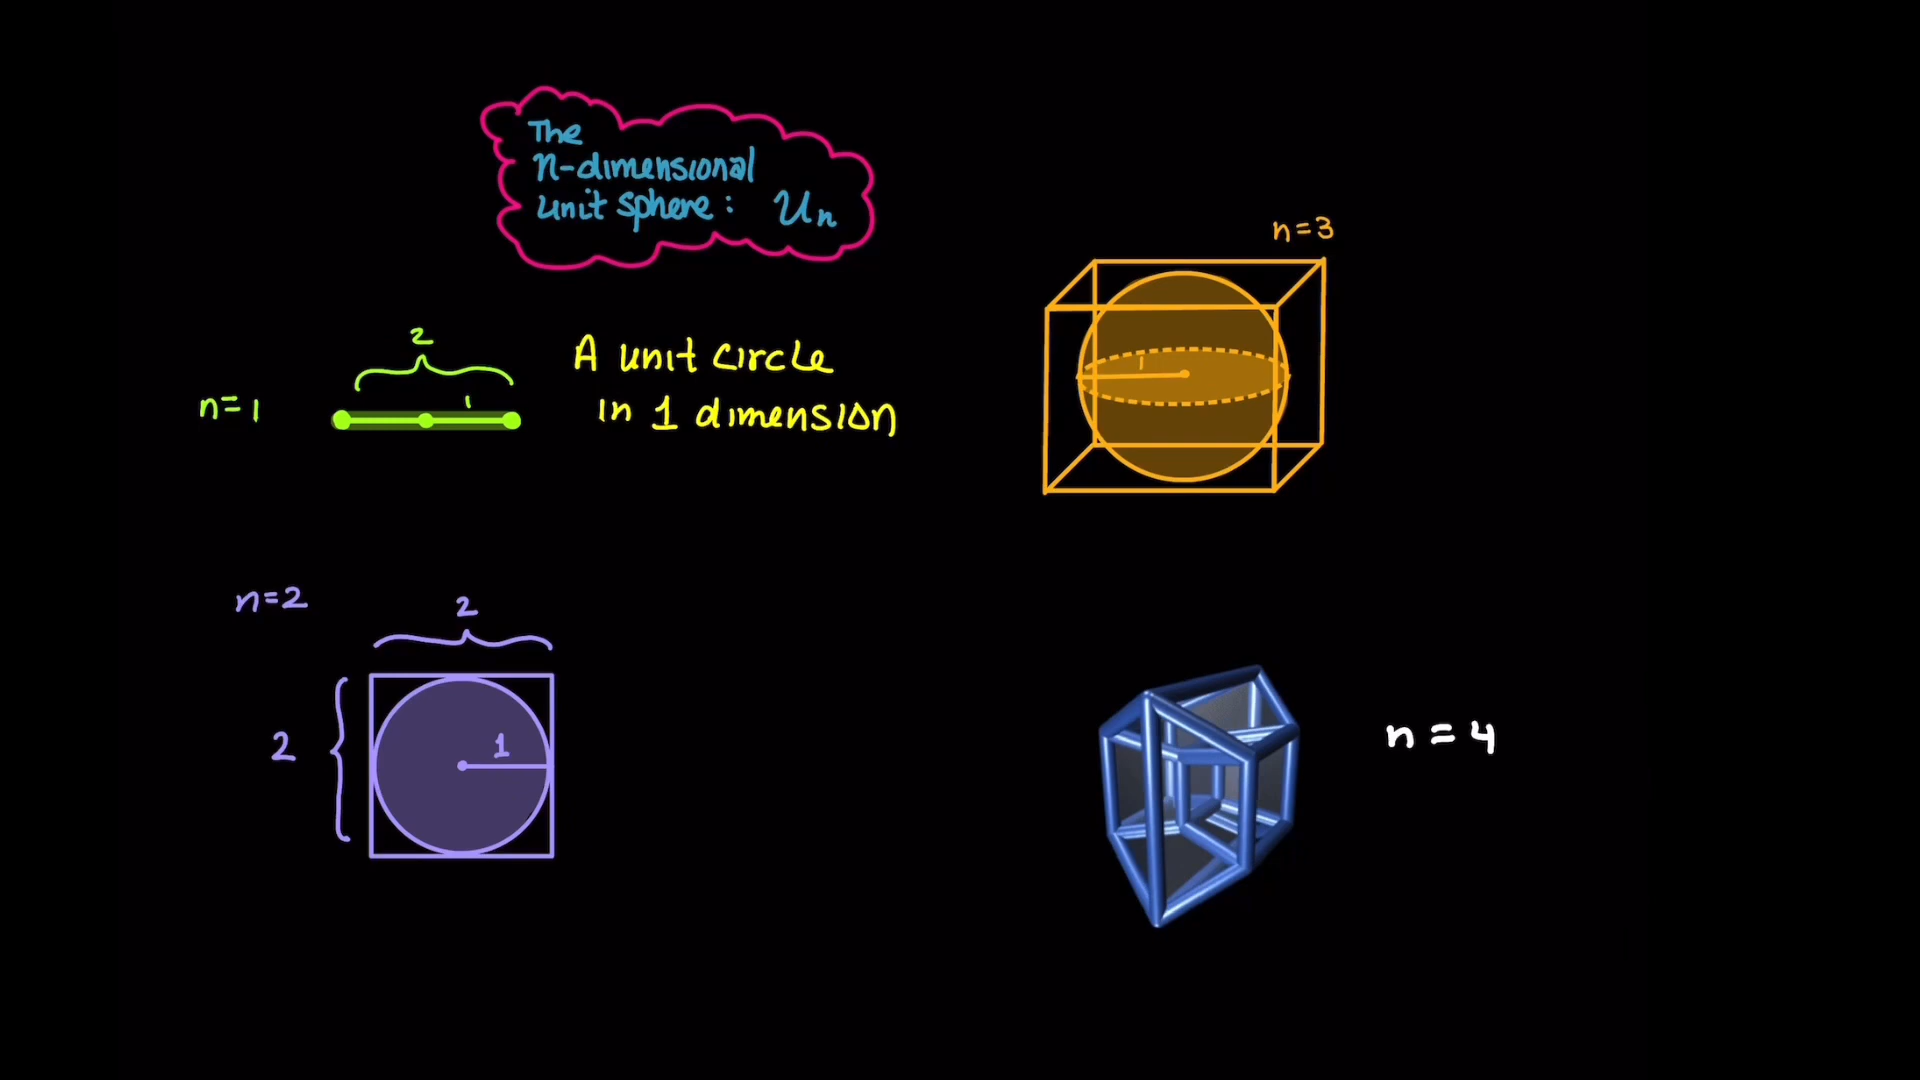 The
n-dimensional
unit sphere: Un
n=3
2
A unit circle
n=1
1
in 1 dimension
1
n=2
2
2
1
n=4